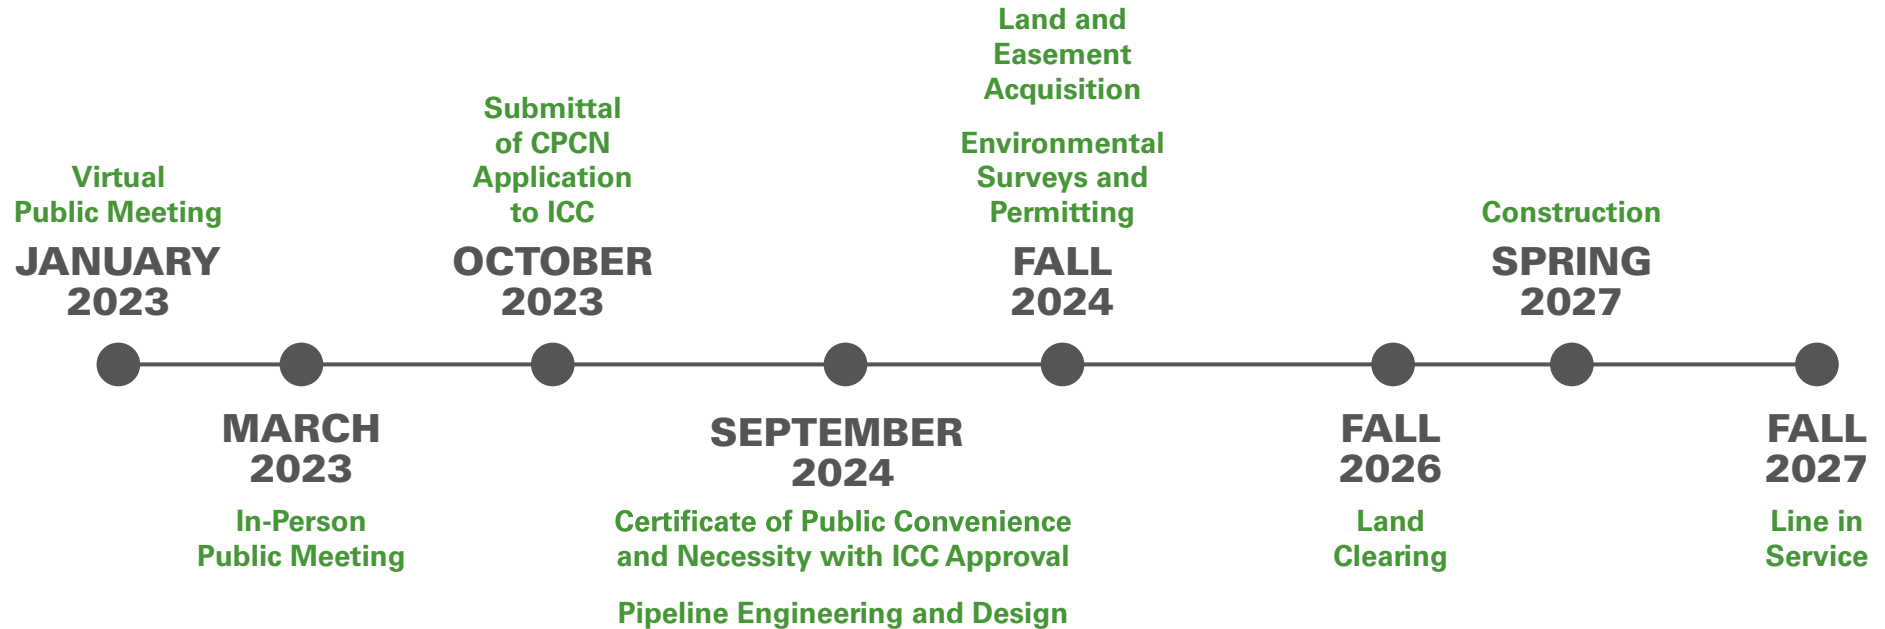 Virtual
Public Meeting
JANUARY
2023
MARCH
2023
In-Person
Public Meeting
Submittal
of CPCN
Application
to ICC
OCTOBER
2023
SEPTEMBER
2024
Certificate of Public Convenience
and Necessity with ICC Approval
Pipeline Engineering and Design
Land and
Easement
Acquisition
Environmental
Surveys and
Permitting
FALL
2024
FALL
2026
Land
Clearing
Construction
SPRING
2027
FALL
2027
Line in
Service